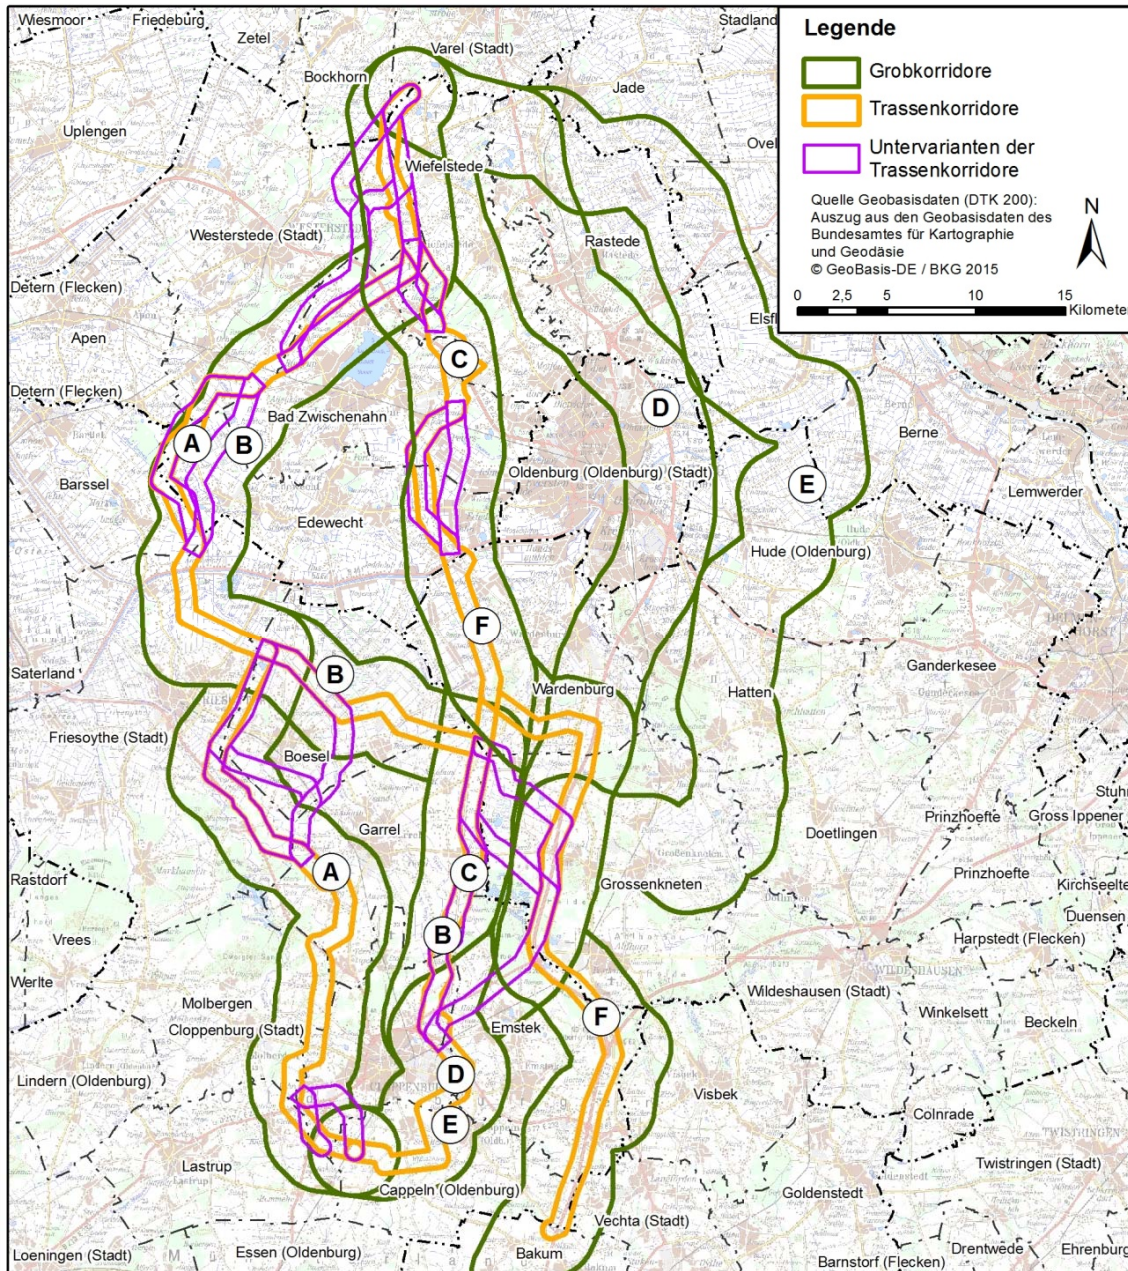 Wiesmoor
Friedeburg
Stadland
Zetel
Varel (Stadt)
Bockhorn
Jade
Uplengen
Ovel
Wiefelstede
Westerstede (Stadt)
Rastede
Detern (Flecken)
Apen
Elsfl
C
Detern (Flecken)
Bad Zwischenahn
D
A
B
Oldenburg (Oldenburg) (Stadt)
Berne
E
Barssel
Lemwerder
Edewecht
Hude (Oldenburg)
F
Saterland
B
Wardenburg
Hatten
Ganderkesee
Friesoythe (Stadt)
Boesel
Stuhr
Garrel
Prinzhoefte
Gross Ippener
Doetlingen
A
C
Grossenkneten
Prinzhoefte
Kirchseelte
Rastdorf
Duensen
Vrees
B
Harpstedt (Flecken)
WILDESHAUSEN
Werlte
Wildeshausen (Stadt)
Molbergen
Cloppenburg (Stadt)
Emstek
F
Winkelsett
Beckeln
Lindern (Oldenburg)
D
Visbek
Colnrade
E
TWISTRINGEN
Lastrup
Twistringen (Stadt)
Cappeln (Oldenburg)
Goldenstedt
Vechta (Stadt)
Loeningen (Stadt)
Essen (Oldenburg)
Bakum
Barnstorf (Flecken)
Drentwede
Ehrenburg
Legende
Grobkorridore
Trassenkorridore
Untervarianten der
Trassenkorridore
Quelle Geobasisdaten (DTK 200):
Auszug aus den Geobasisdaten des
Bundesamtes für Kartographie
und Geodäsie
© GeoBasis-DE / BKG 2015
N
0 2,5 5 10 15
Kilometer